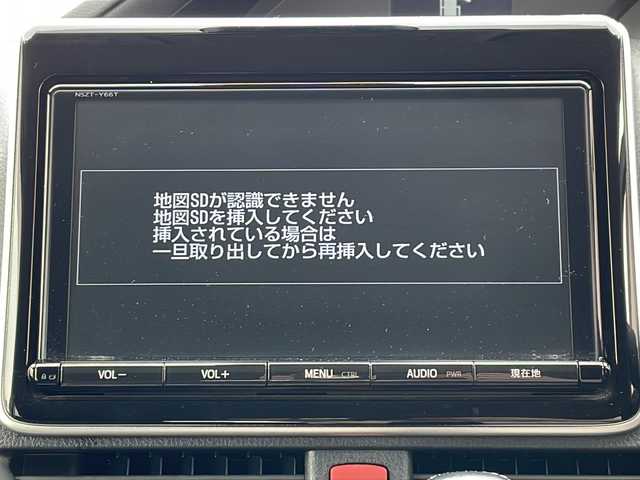 NSZT-Y66T
地図SDが認識できません
地図SDを挿入してください
挿入されている場合は
一旦取り出してから再挿入してください
VOL− VOL+ MENU CTRL AUDIO PWR 現在地